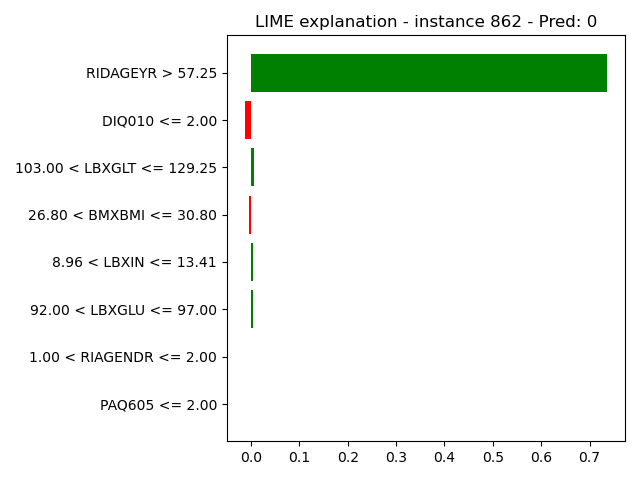 LIME explanation - instance 862 - Pred: 0
RIDAGEYR > 57.25
DIQ010 <= 2.00
103.00 < LBXGLT <= 129.25
26.80 < BMXBMI <= 30.80
8.96 < LBXIN <= 13.41
92.00 < LBXGLU <= 97.00
1.00 < RIAGENDR <= 2.00
PAQ605 <= 2.00
0.0 0.1 0.2 0.3 0.4 0.5 0.6 0.7